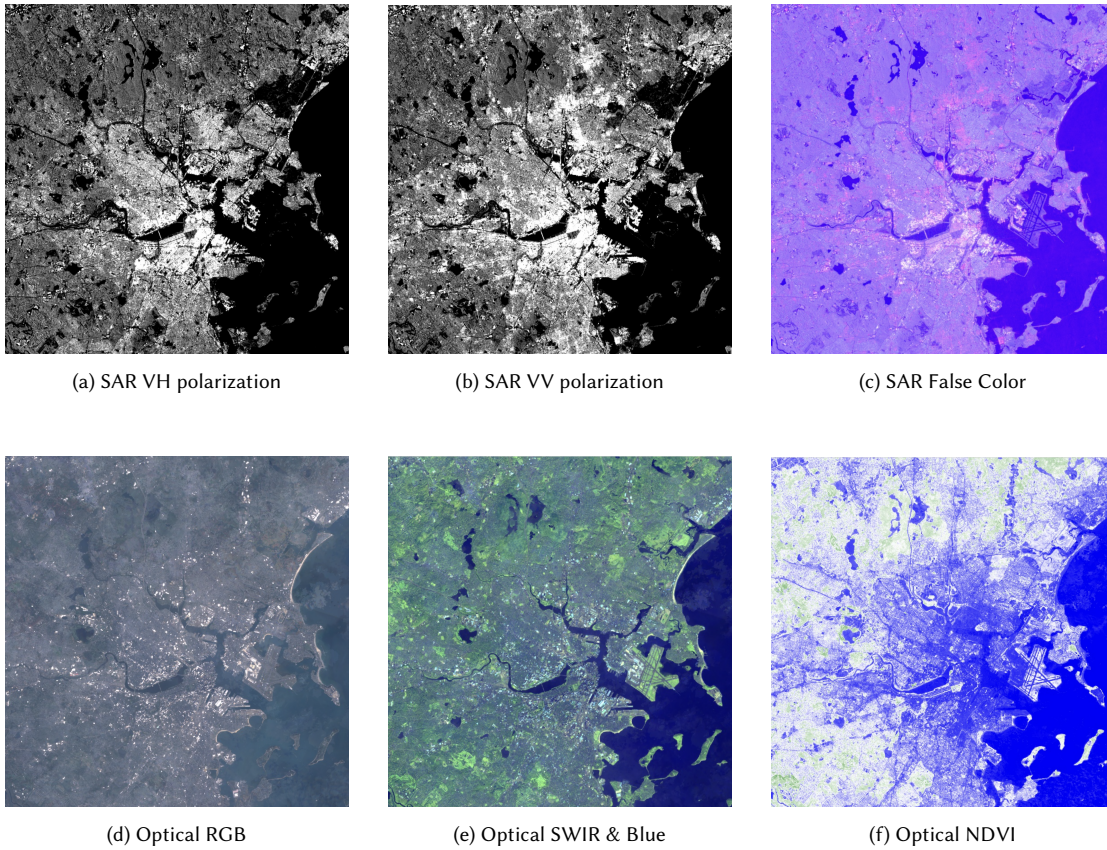 (a) SAR VH polarization
(b) SAR VV polarization
(c) SAR False Color
(d) Optical RGB
(e) Optical SWIR & Blue
(f) Optical NDVI